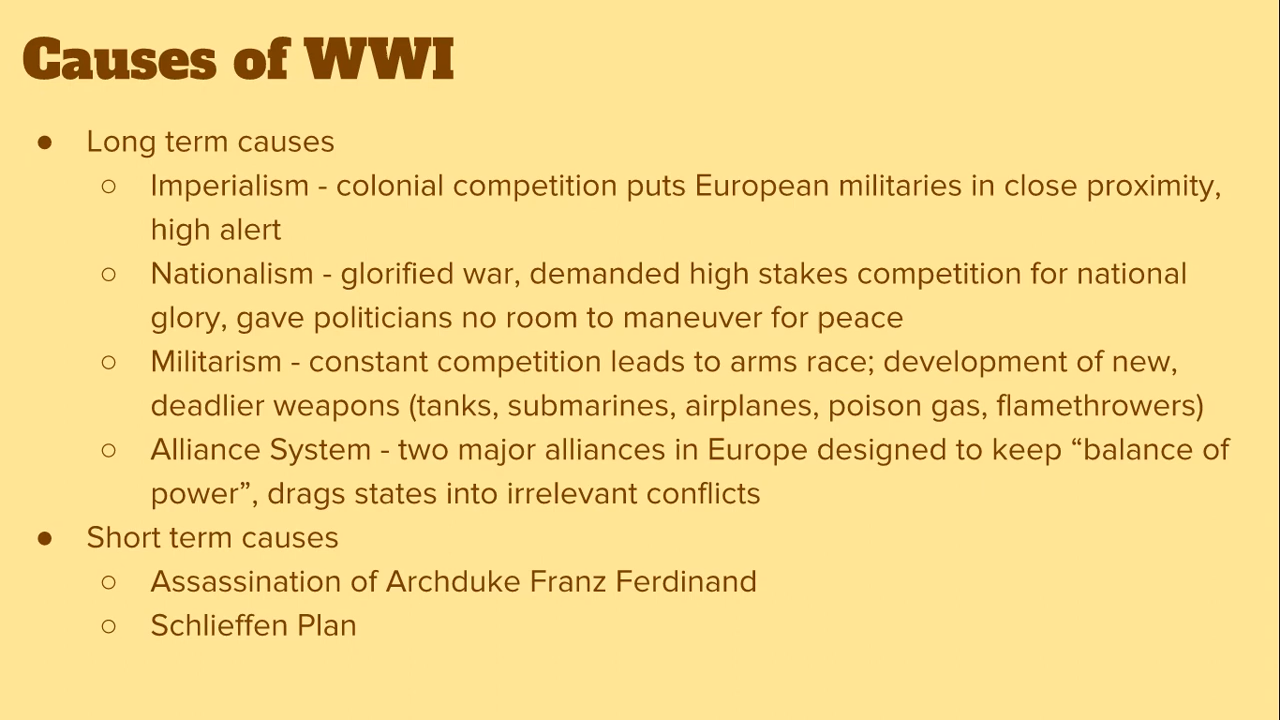 Causes of WWI
● Long term causes
○ Imperialism - colonial competition puts European militaries in close proximity,
high alert
○ Nationalism - glorified war, demanded high stakes competition for national
glory, gave politicians no room to maneuver for peace
○ Militarism - constant competition leads to arms race; development of new,
deadlier weapons (tanks, submarines, airplanes, poison gas, flamethrowers)
○ Alliance System - two major alliances in Europe designed to keep “balance of
power”, drags states into irrelevant conflicts
● Short term causes
○ Assassination of Archduke Franz Ferdinand
○ Schlieffen Plan